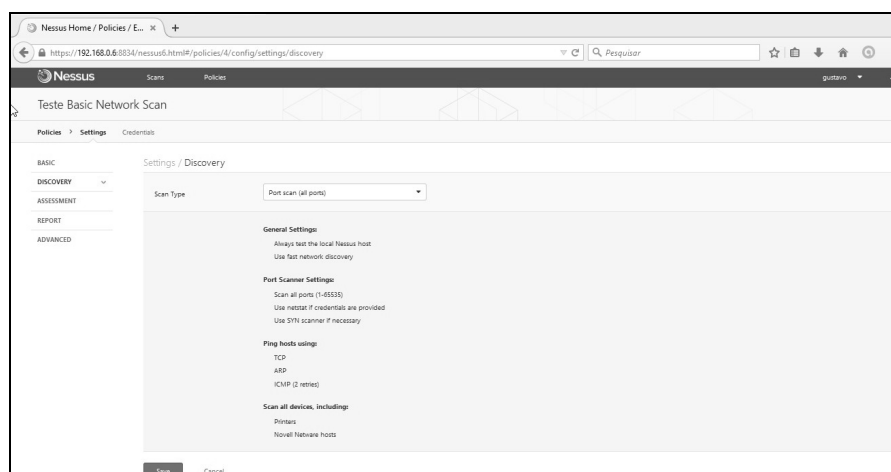 Nessus Home / Policies / E... × +
https://192.168.0.6:8834/nessus6.html#/policies/4/config/settings/discovery
Pesquisar
Nessus Scans Policies gustavo
Teste Basic Network Scan
Policies > Settings Credentials
BASIC
DISCOVERY
ASSESSMENT
REPORT
ADVANCED
Settings / Discovery
Scan Type Port scan (all ports)
General Settings:
Always test the local Nessus host
Use fast network discovery
Port Scanner Settings:
Scan all ports (1-65535)
Use netstat if credentials are provided
Use SYN scanner if necessary
Ping hosts using:
TCP
ARP
ICMP (2 retries)
Scan all devices, including:
Printers
Novell Netware hosts
Save Cancel